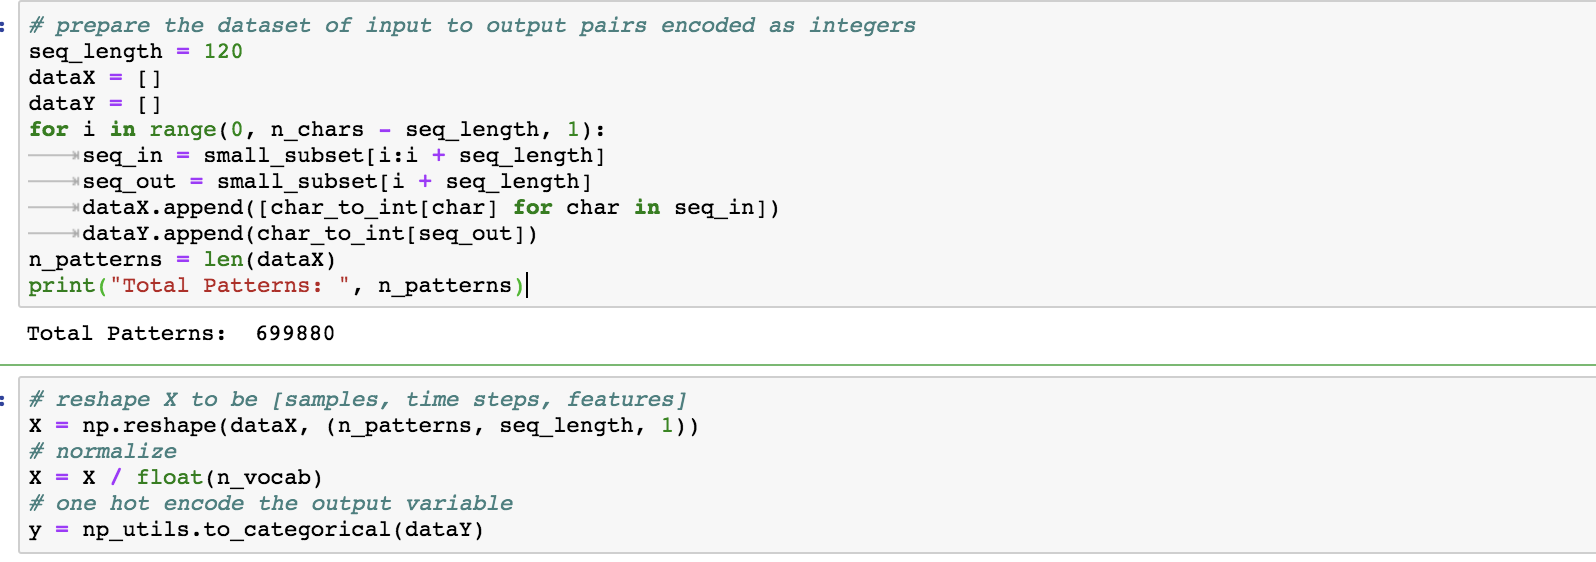 # prepare the dataset of input to output pairs encoded as integers
seq_length = 120
dataX = []
dataY = []
for i in range(0, n_chars - seq_length, 1):
seq_in = small_subset[i:i + seq_length]
seq_out = small_subset[i + seq_length]
dataX.append([char_to_int[char] for char in seq_in])
dataY.append(char_to_int[seq_out])
n_patterns = len(dataX)
print("Total Patterns: ", n_patterns)
Total Patterns:  699880
# reshape X to be [samples, time steps, features]
X = np.reshape(dataX, (n_patterns, seq_length, 1))
# normalize
X = X / float(n_vocab)
# one hot encode the output variable
y = np_utils.to_categorical(dataY)